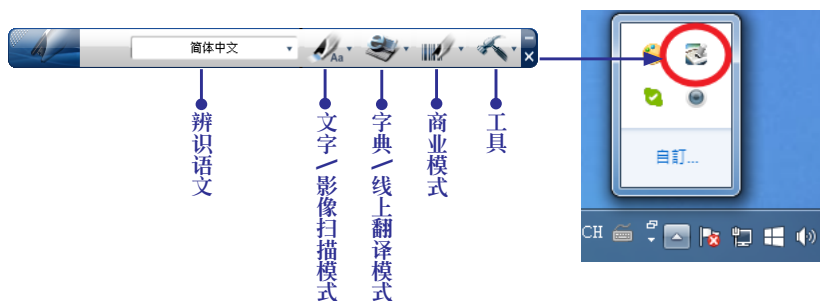 简体中文
Aa
辨识语文
文字/影像扫描模式
字典/线上翻译模式
商业模式
工具
自訂...
CH